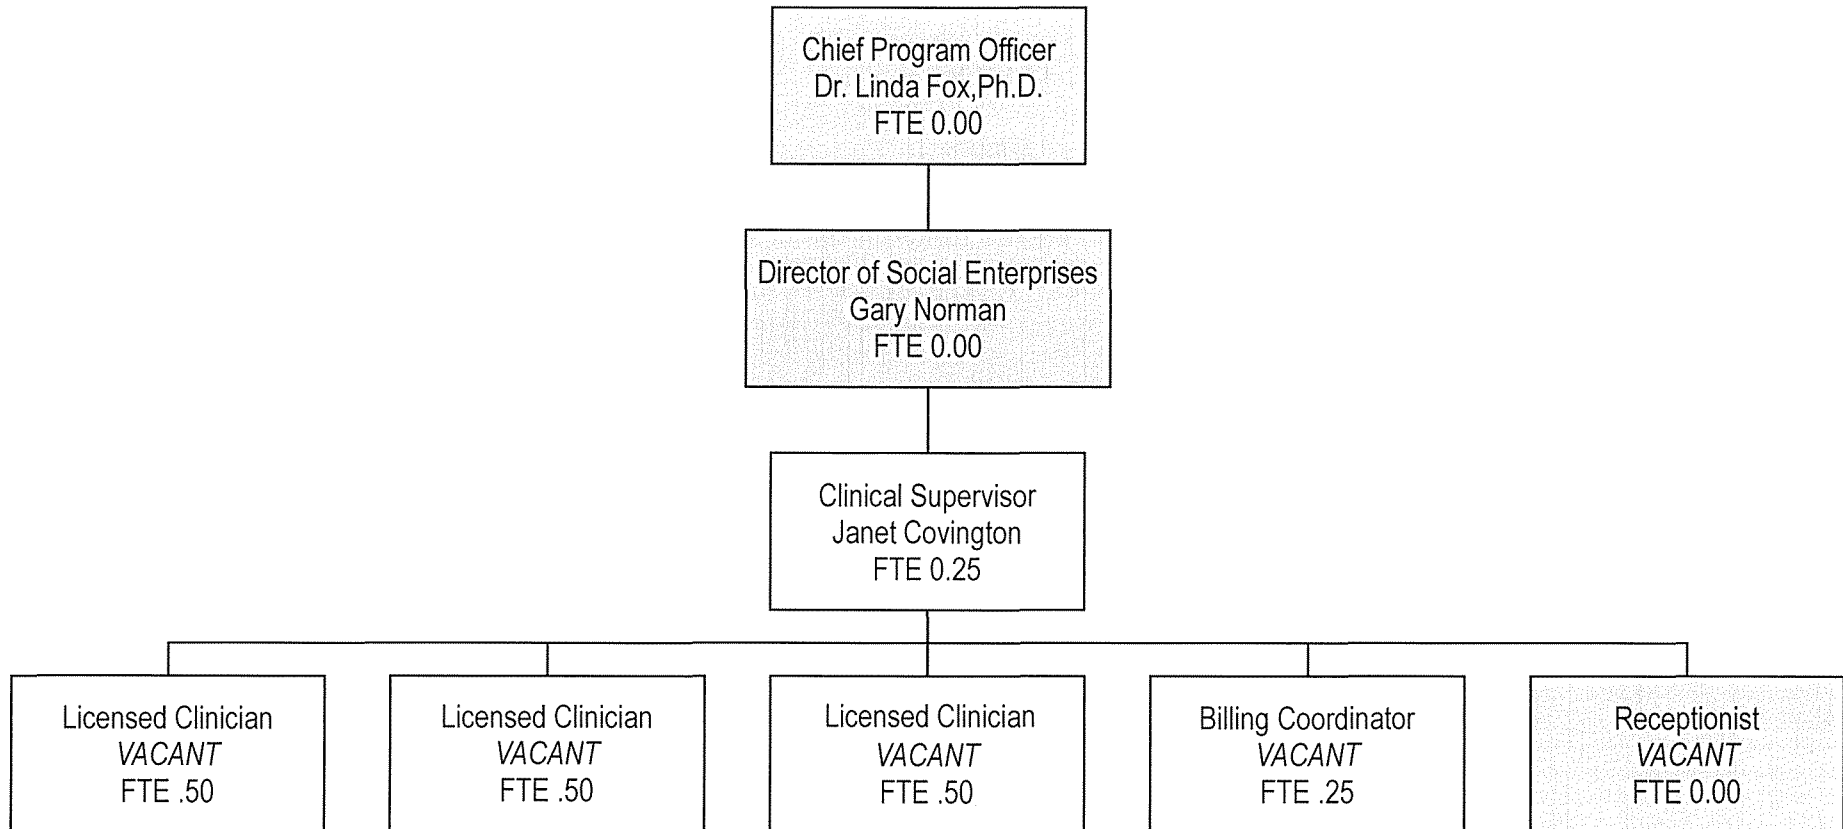 Chief Program Officer
Dr. Linda Fox,Ph.D.
FTE 0.00
Director of Social Enterprises
Gary Norman
FTE 0.00
Clinical Supervisor
Janet Covington
FTE 0.25
Licensed Clinician
VACANT
FTE .50
Licensed Clinician
VACANT
FTE .50
Licensed Clinician
VACANT
FTE .50
Billing Coordinator
VACANT
FTE .25
Receptionist
VACANT
FTE 0.00